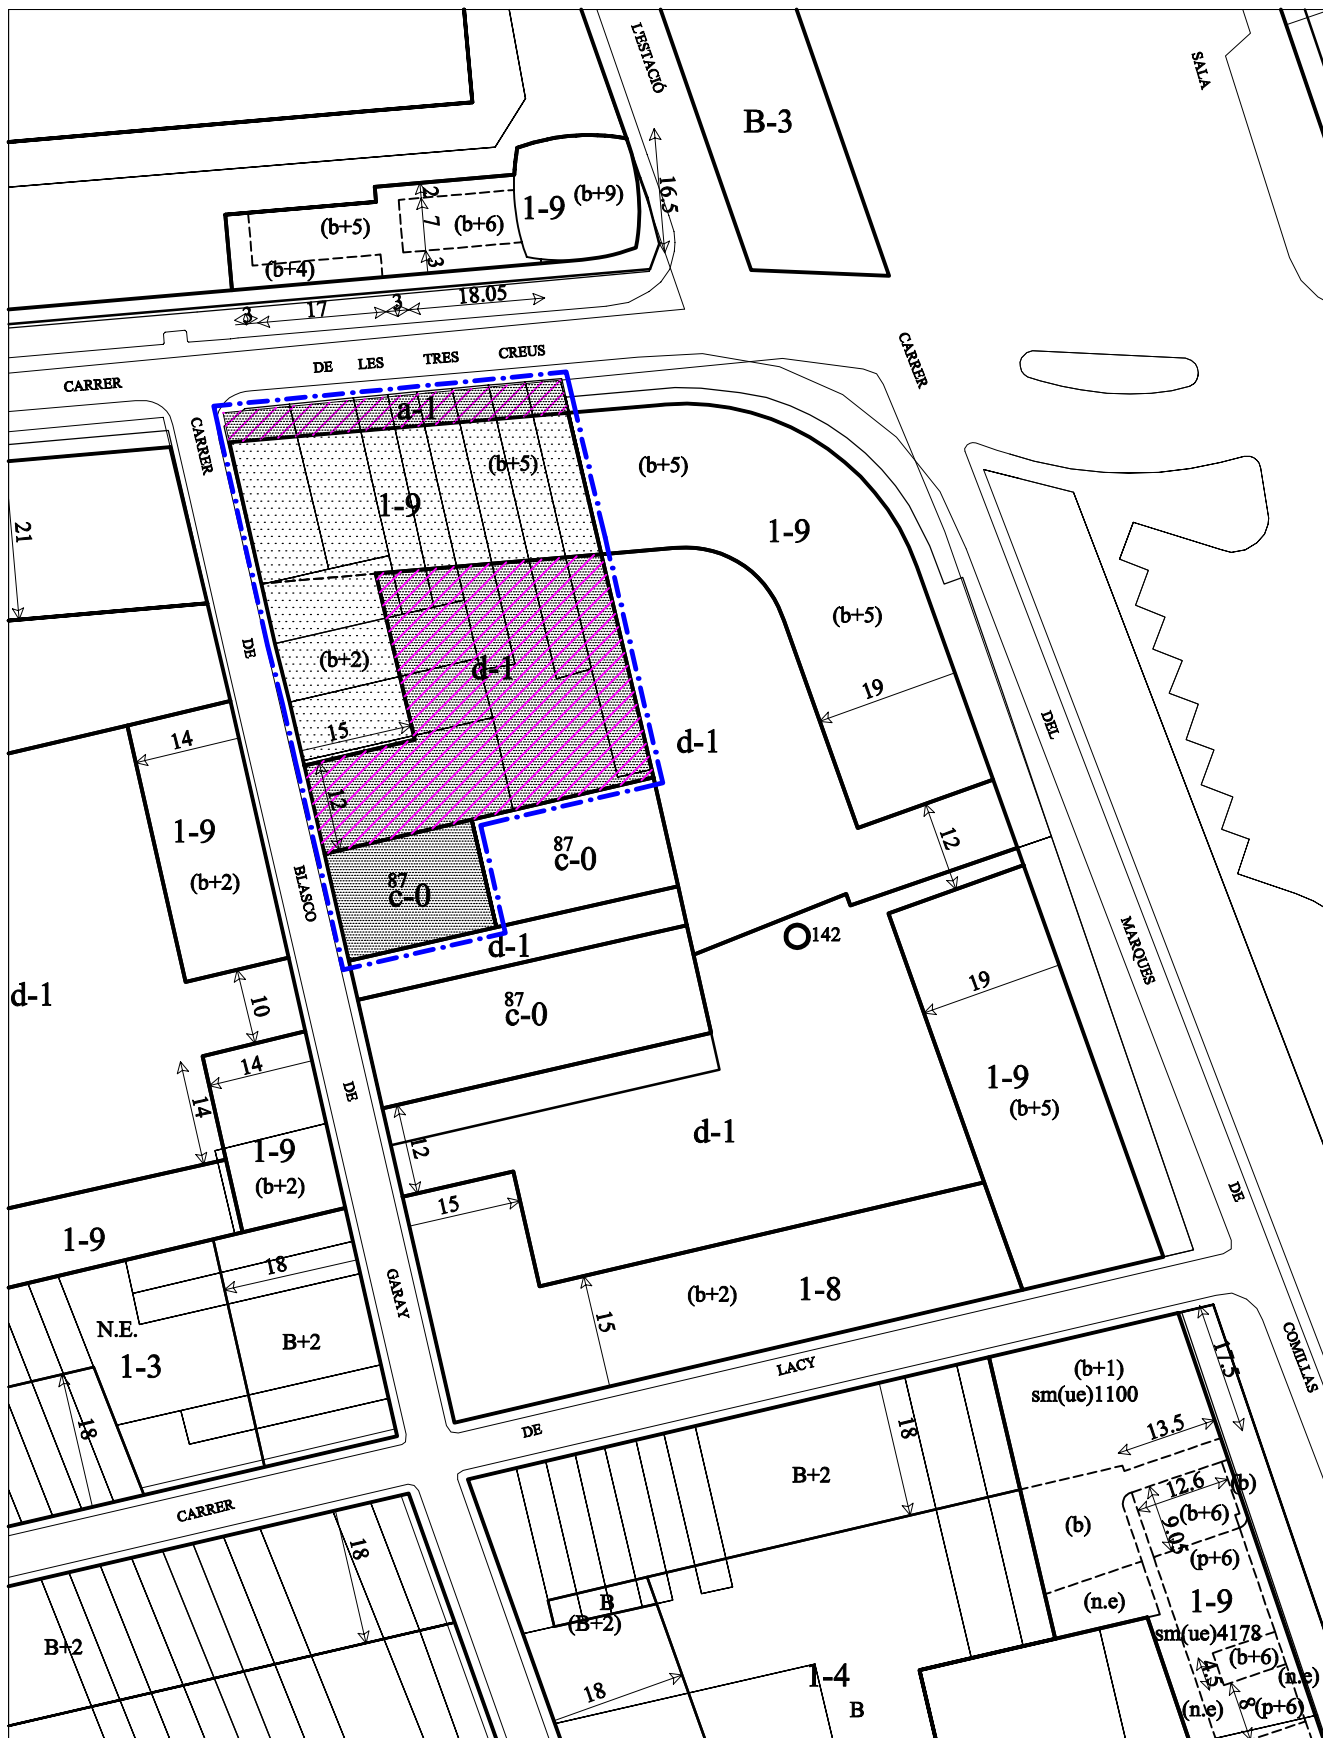 L'ESTACIÓ
B-3
SALA
16.5
2
7
3
1-9
(b+9)
(b+5)
(b+6)
(b+4)
3
17
3
18.05
CARRER
DE
LES
TRES
CREUS
CARRER
CARRER
a-1
(b+5)
1-9
(b+5)
1-9
21
DE
(b+2)
d-1
(b+5)
19
15
14
d-1
DEL
12
1-9
(b+2)
87
c-0
87
c-0
12
BLASCO
142
d-1
MARQUES
d-1
10
87
c-0
19
14
DE
14
1-9
(b+5)
1-9
(b+2)
12
d-1
15
DE
1-9
18
GARAY
(b+2)
1-8
15
N.E.
1-3
B+2
COMILLAS
17.5
LACY
(b+1)
sm(ue)1100
18
DE
18
13.5
B+2
12.6
(b)
CARRER
(b+6)
9.05
(b)
18
(p+6)
(n.e)
1-9
B
(B+2)
sm(ue)4178
B+2
(b+6)
4.5
(n.e)
18
1-4
B
(n.e)
8
(p+6)